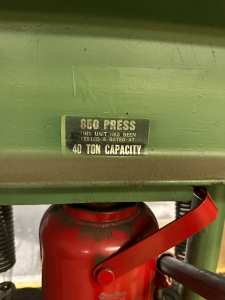 850 PRESS
THIS UNIT HAS BEEN
TESTED & RATED AT
40 TON CAPACITY